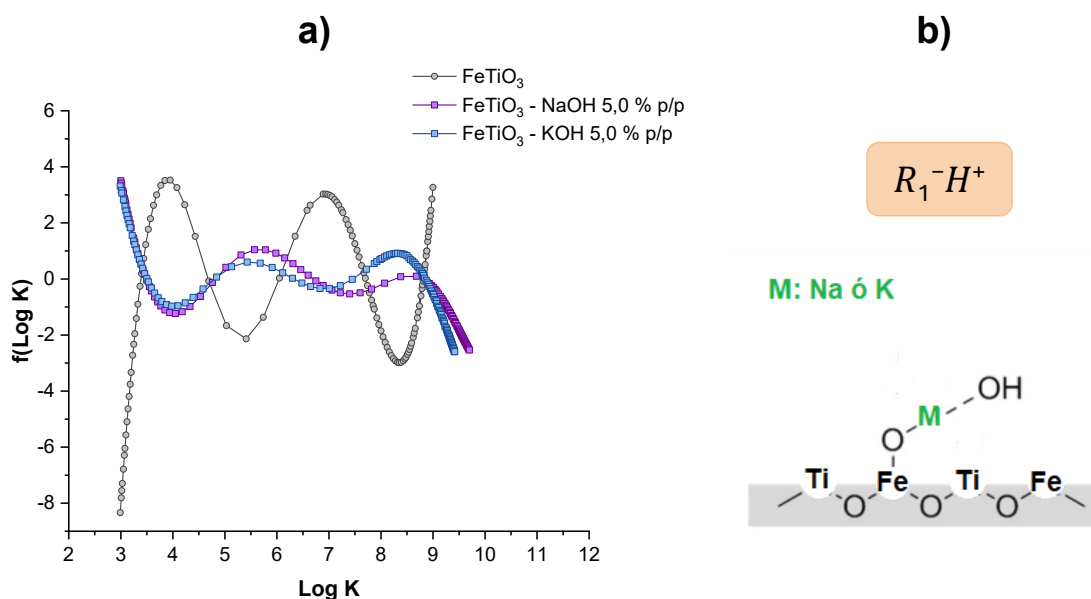 a)
FeTiO₃
FeTiO₃ - NaOH 5,0 % p/p
FeTiO₃ - KOH 5,0 % p/p
6
4
2
0
-2
-4
-6
-8
f(Log K)
2 3 4 5 6 7 8 9 10 11 12
Log K
b)
R₁⁻H⁺
M: Na ó K
OH
M
O
Ti Fe Ti Fe
O O O